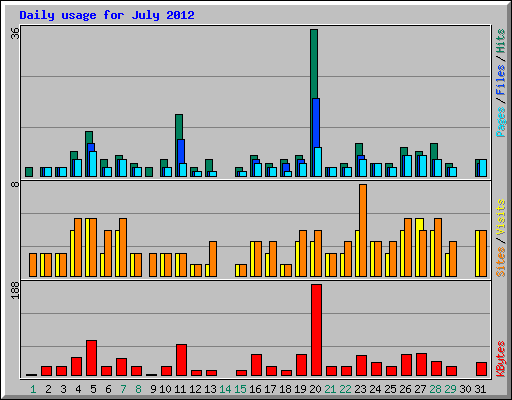 Daily usage for July 2012
36
8
188
Pages / Files / Hits
Sites / Visits
KBytes
1 2 3 4 5 6 7 8 9 10 11 12 13 14 15 16 17 18 19 20 21 22 23 24 25 26 27 28 29 30 31